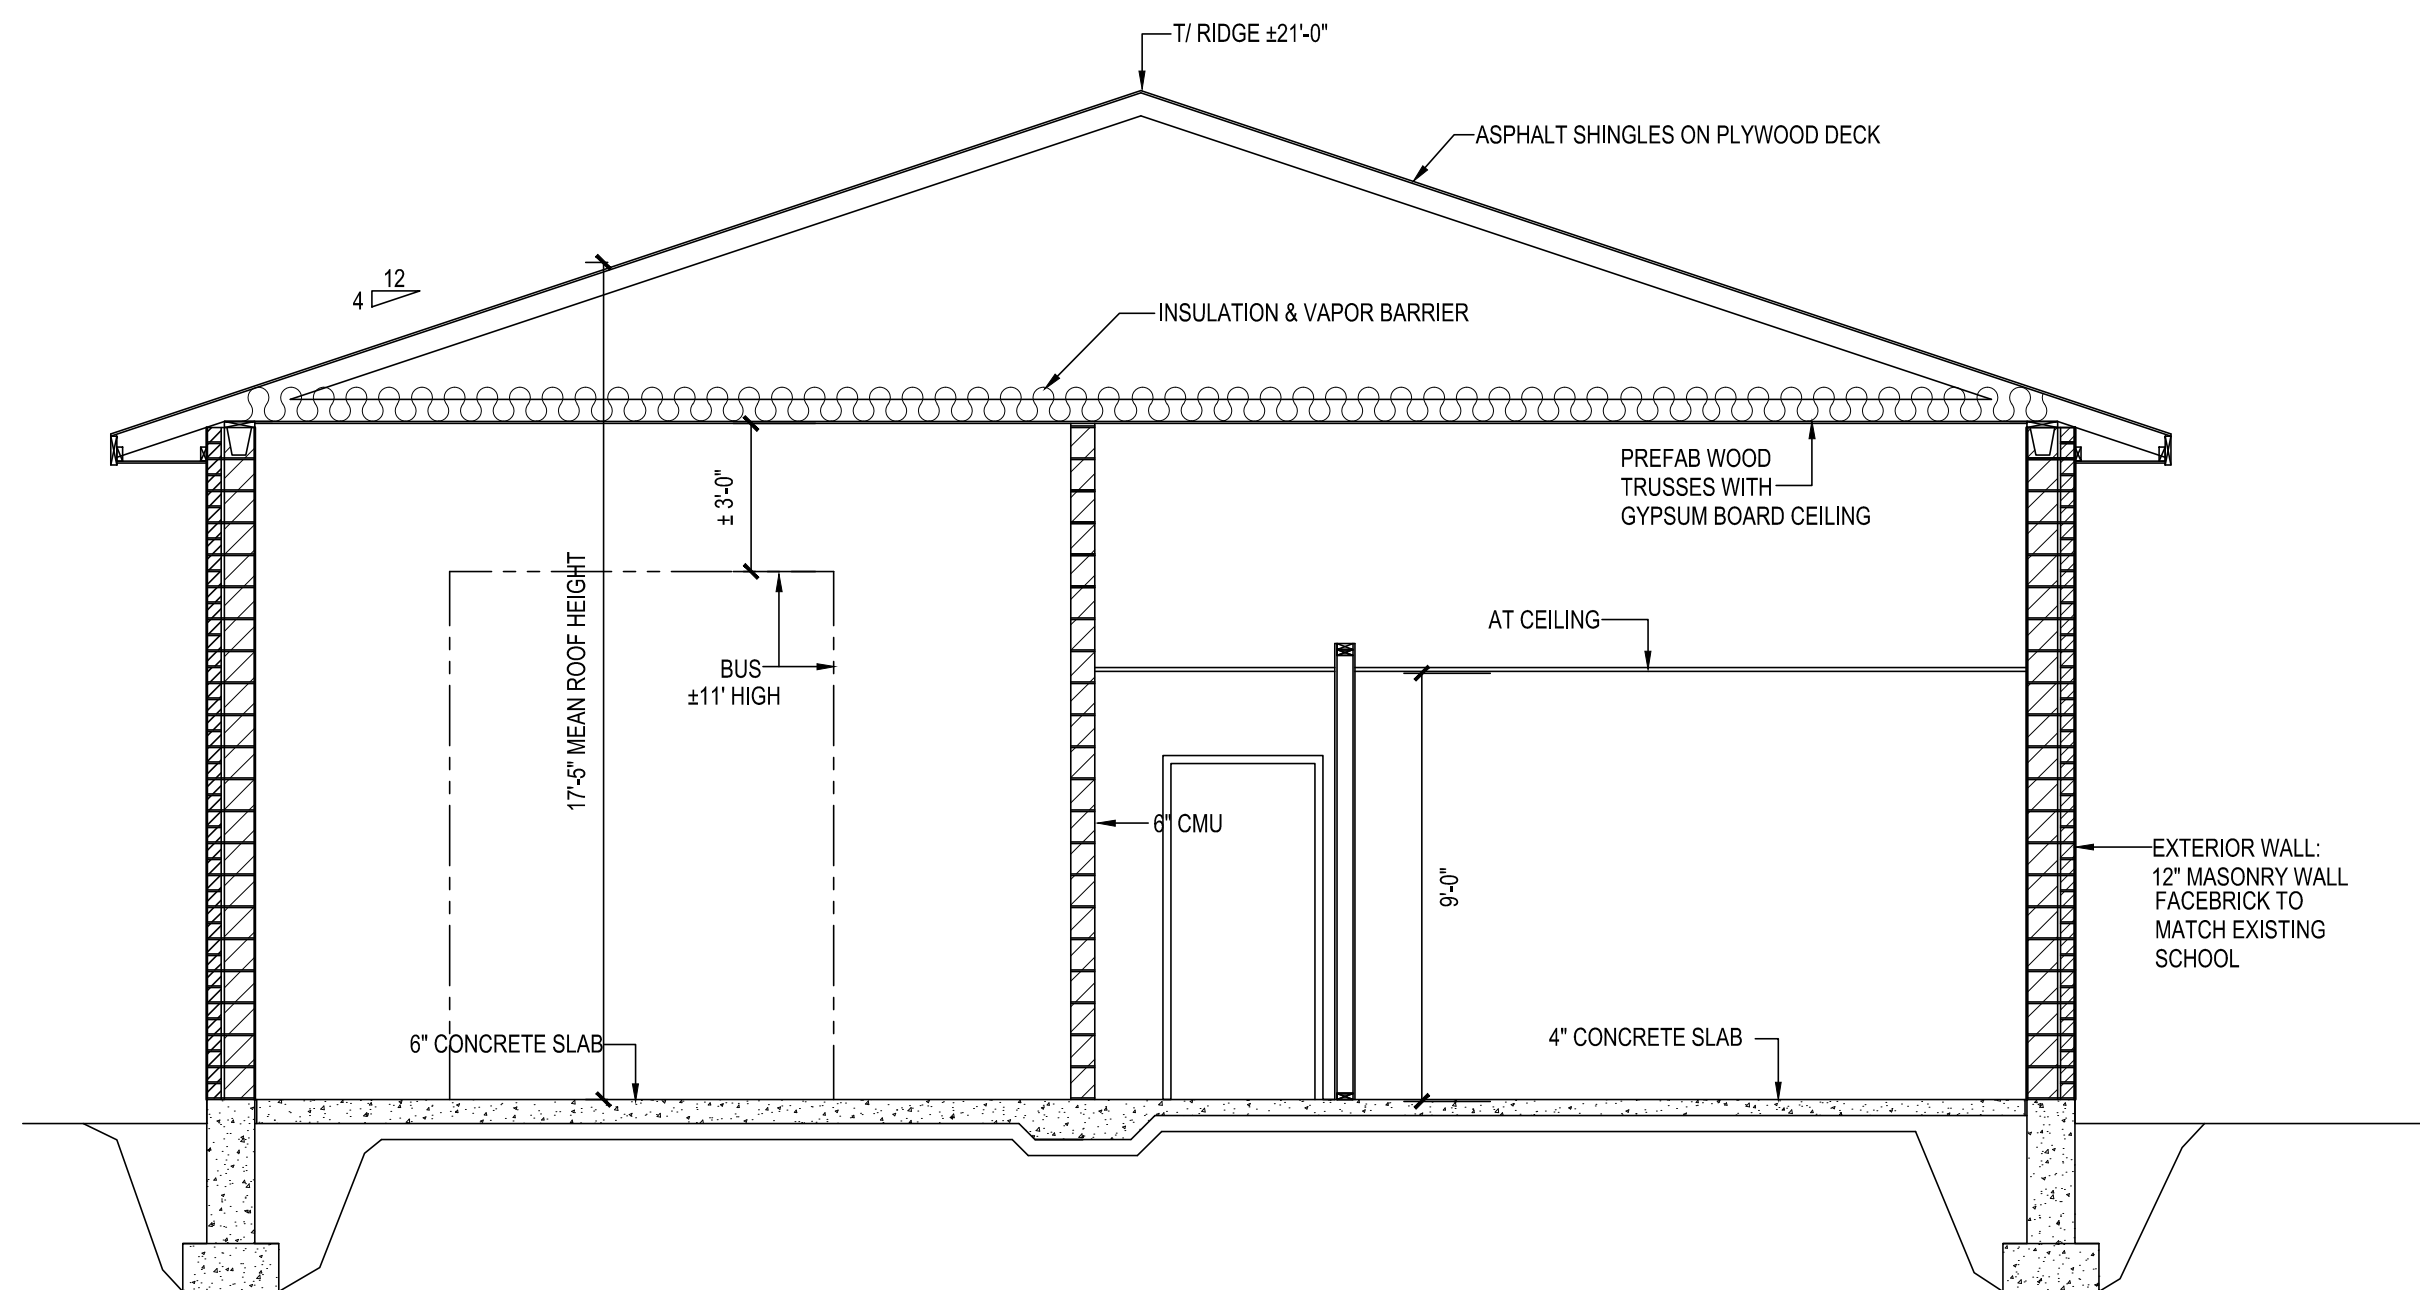 T/ RIDGE ±21'-0"
ASPHALT SHINGLES ON PLYWOOD DECK
12
4
INSULATION & VAPOR BARRIER
± 3'-0"
PREFAB WOOD
TRUSSES WITH
GYPSUM BOARD CEILING
17'-5" MEAN ROOF HEIGHT
AT CEILING
BUS
±11' HIGH
6" CMU
9'-0"
EXTERIOR WALL:
12" MASONRY WALL
FACEBRICK TO
MATCH EXISTING
SCHOOL
6" CONCRETE SLAB
4" CONCRETE SLAB